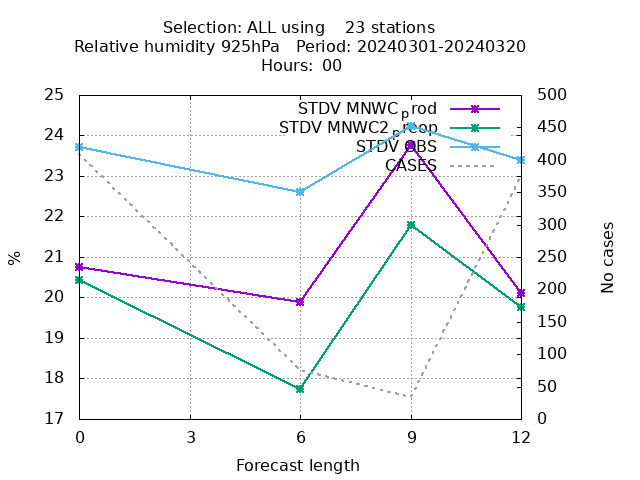 Selection: ALL using    23 stations
Relative humidity 925hPa   Period: 20240301-20240320
Hours: 00
STDV MNWC_prod
STDV MNWC2_preop
STDV OBS
CASES
25
24
23
22
21
20
19
18
17
500
450
400
350
300
250
200
150
100
50
0
%
No cases
0 3 6 9 12
Forecast length